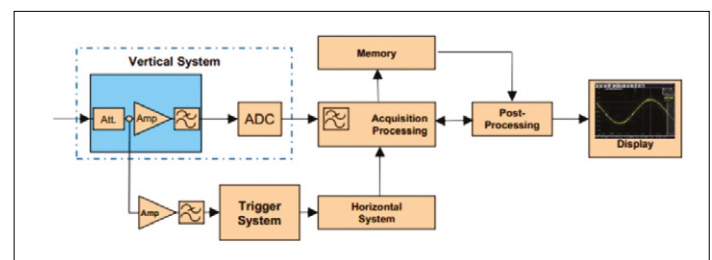 Memory
Vertical System
Att.
Amp
ADC
Acquisition
Processing
Post-
Processing
Display
Amp
Trigger
System
Horizontal
System